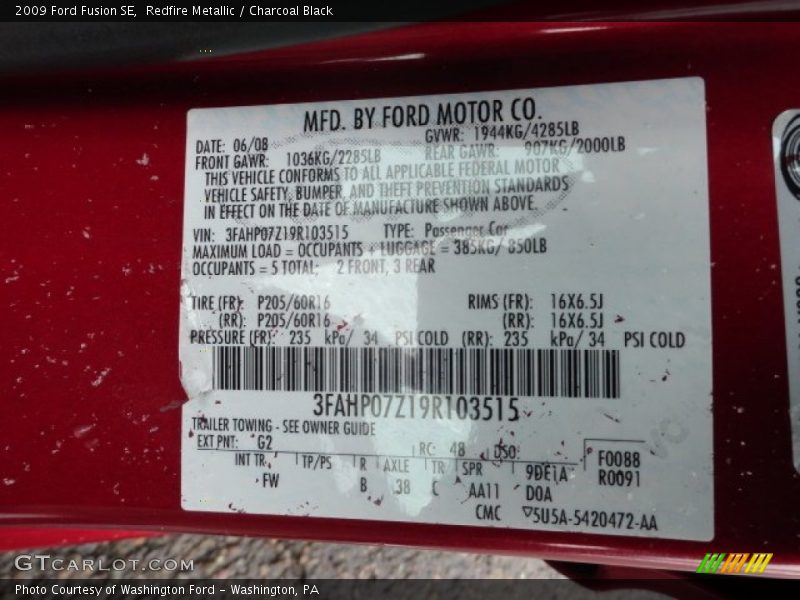 2009 Ford Fusion SE, Redfire Metallic / Charcoal Black
MFD. BY FORD MOTOR CO.
DATE: 06/08 GVWR: 1944KG/4285LB
FRONT GAWR: 1036KG/2285LB REAR GAWR: 907KG/2000LB
THIS VEHICLE CONFORMS TO ALL APPLICABLE FEDERAL MOTOR
VEHICLE SAFETY, BUMPER, AND THEFT PREVENTION STANDARDS
IN EFFECT ON THE DATE OF MANUFACTURE SHOWN ABOVE.
VIN: 3FAHP07Z19R103515 TYPE: Passenger Car
MAXIMUM LOAD = OCCUPANTS + LUGGAGE = 385KG/ 850LB
OCCUPANTS = 5 TOTAL; 2 FRONT, 3 REAR
TIRE (FR): P205/60R16 RIMS (FR): 16X6.5J
(RR): P205/60R16 (RR): 16X6.5J
PRESSURE (FR): 235 kPa/ 34 PSI COLD (RR): 235 kPa/ 34 PSI COLD
3FAHP07Z19R103515
TRAILER TOWING - SEE OWNER GUIDE
EXT PNT: G2 RC: 48 DSO:
INT TR TP/PS R AXLE TR SPR 9DE1A F0088
FW B 38 C AA11 D0A R0091
CMC ▽5U5A-5420472-AA
GTCARLOT.COM
Photo Courtesy of Washington Ford - Washington, PA